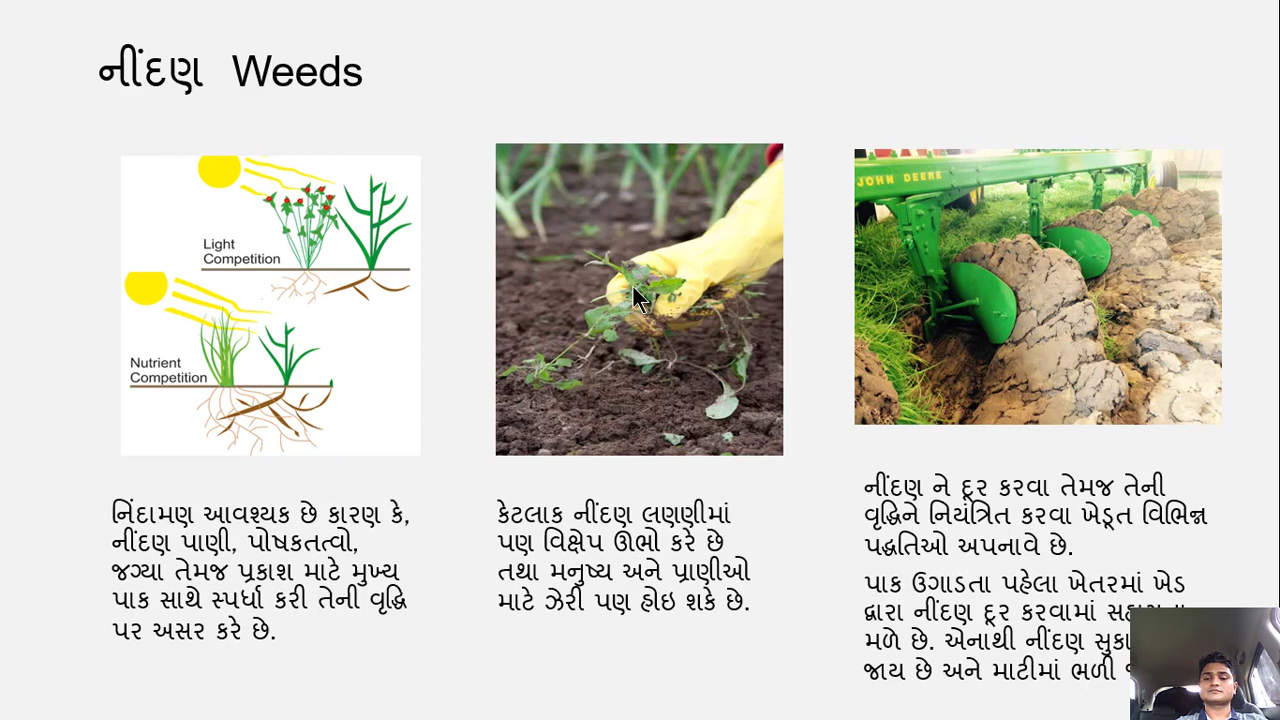 નીંદણ Weeds
Light
Competition
Nutrient
Competition
JOHN DEERE
નિંદામણ આવશ્યક છે કારણ કે,
નીંદણ પાણી, પોષકતત્વો,
જગ્યા તેમજ પ્રકાશ માટે મુખ્ય
પાક સાથે સ્પર્ધા કરી તેની વૃદ્ધિ
પર અસર કરે છે.
કેટલાક નીંદણ લણણીમાં
પણ વિક્ષેપ ઊભો કરે છે
તથા મનુષ્ય અને પ્રાણીઓ
માટે ઝેરી પણ હોઇ શકે છે.
નીંદણ ને દૂર કરવા તેમજ તેની
વૃદ્ધિને નિયંત્રિત કરવા ખેડૂત વિભિન્ન
પદ્ધતિઓ અપનાવે છે.
પાક ઉગાડતા પહેલા ખેતરમાં ખેડ
દ્વારા નીંદણ દૂર કરવામાં
મળે છે. એનાથી નીંદણ
જાય છે અને માટીમાં ભળી